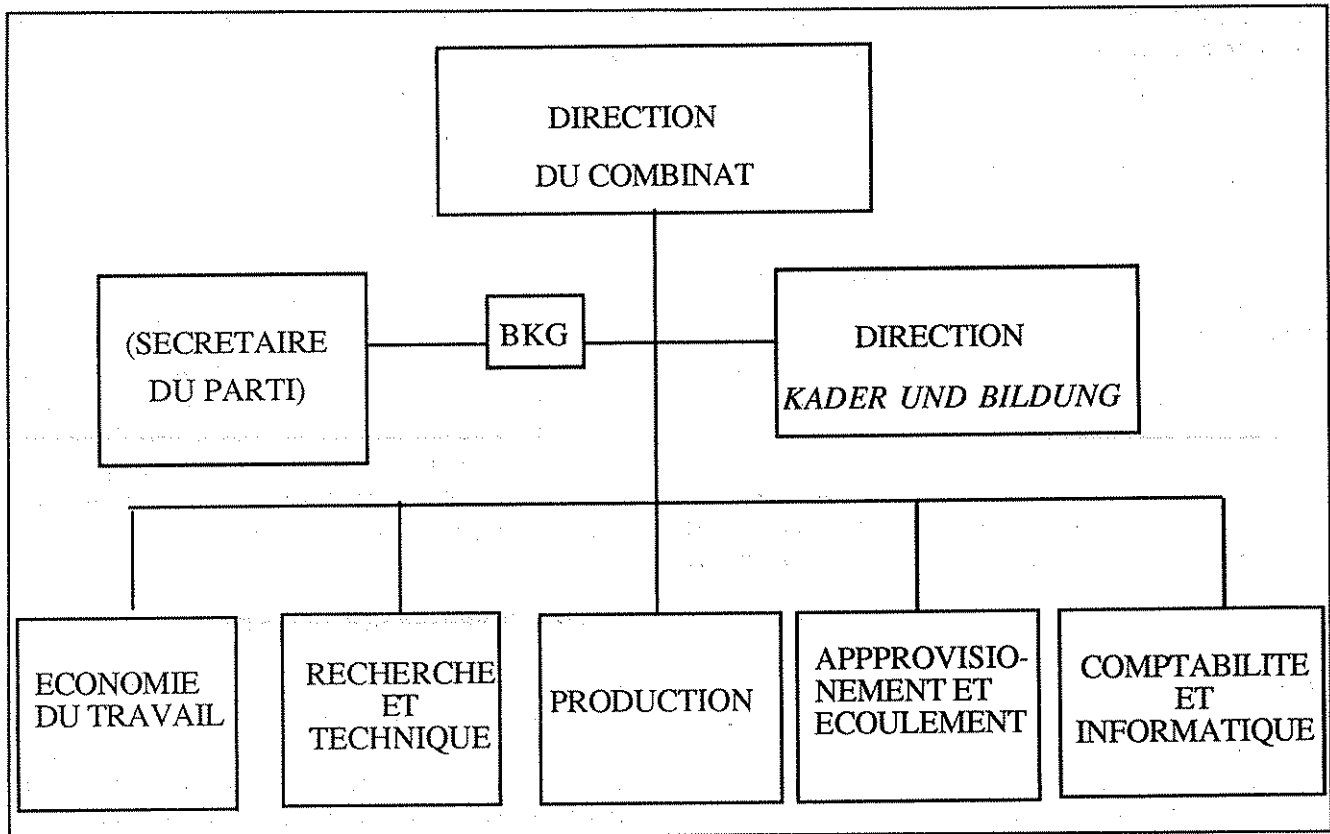 DIRECTION
DU COMBINAT
(SECRETAIRE
DU PARTI)
BKG
DIRECTION
KADER UND BILDUNG
ECONOMIE
DU TRAVAIL
RECHERCHE
ET
TECHNIQUE
PRODUCTION
APPPROVISIO-
NEMENT ET
ECOULEMENT
COMPTABILITE
ET
INFORMATIQUE